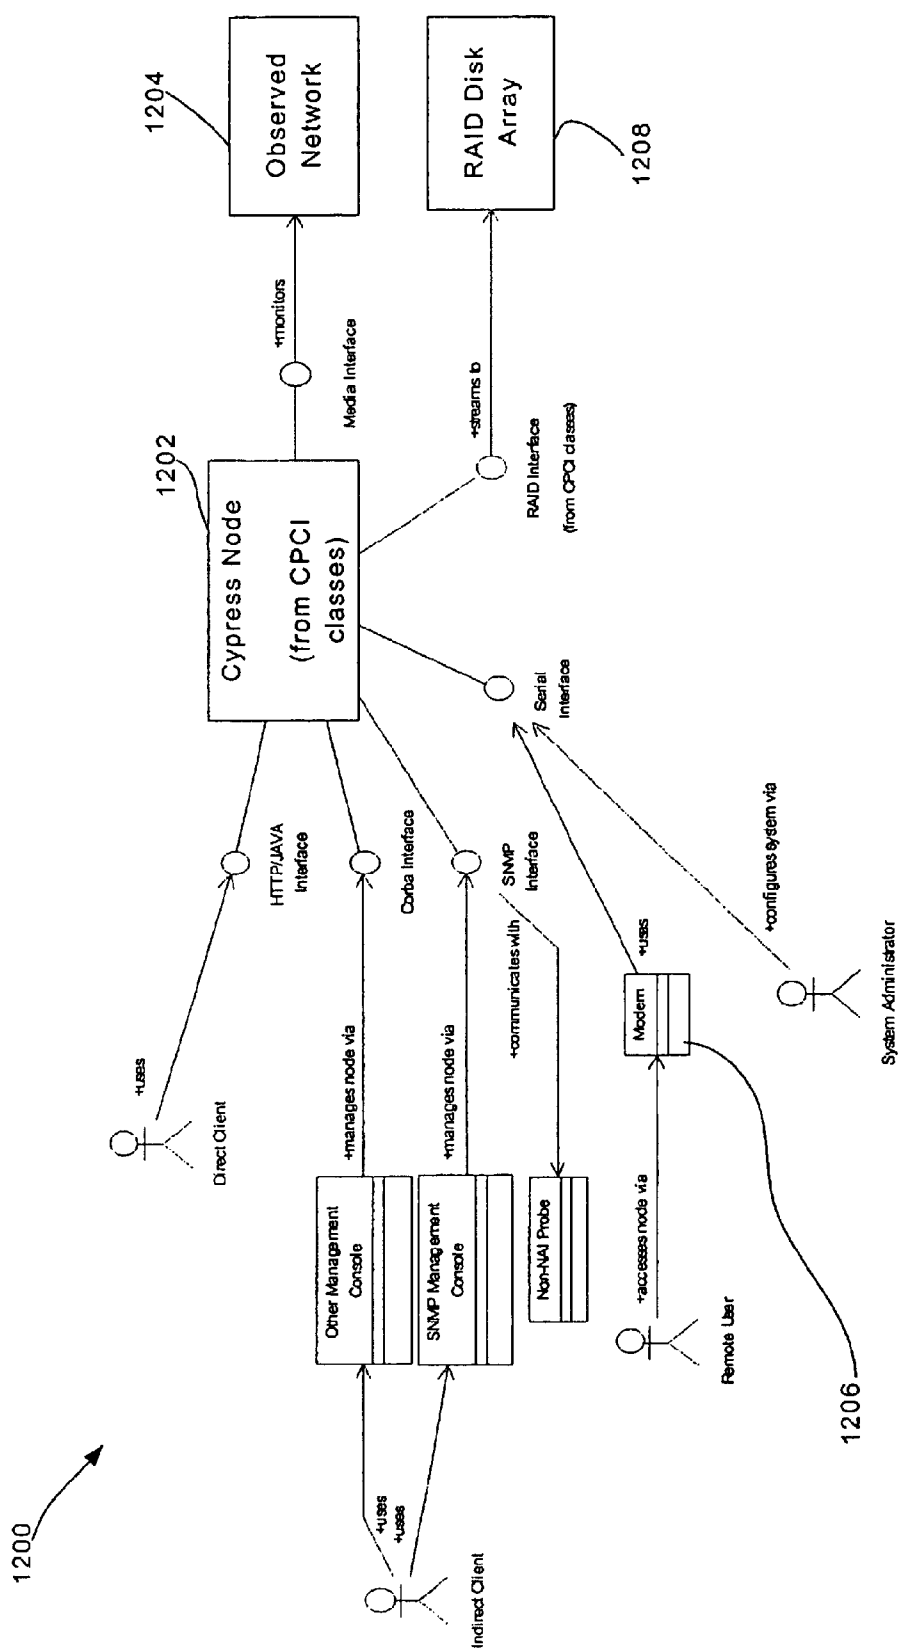 1200
1204
Observed
Network
+monitors
Media Interface
1202
Cypress Node
(from CPCI
classes)
RAID Disk
Array
1208
+streams to
RAID Interface
(from CPCI classes)
HTTP/JAVA
Interface
+uses
Direct Client
Corba Interface
+manages node via
Other Management
Console
SNMP
Interface
+manages node via
SNMP Management
Console
+uses
+uses
Indirect Client
+communicates with
Non-NAI Probe
Serial
Interface
+uses
Modem
+accesses node via
Remote User
1206
+configures system via
System Administrator